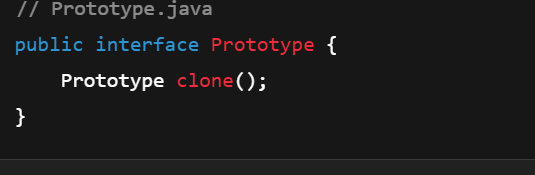 // Prototype.java
public interface Prototype {
    Prototype clone();
}